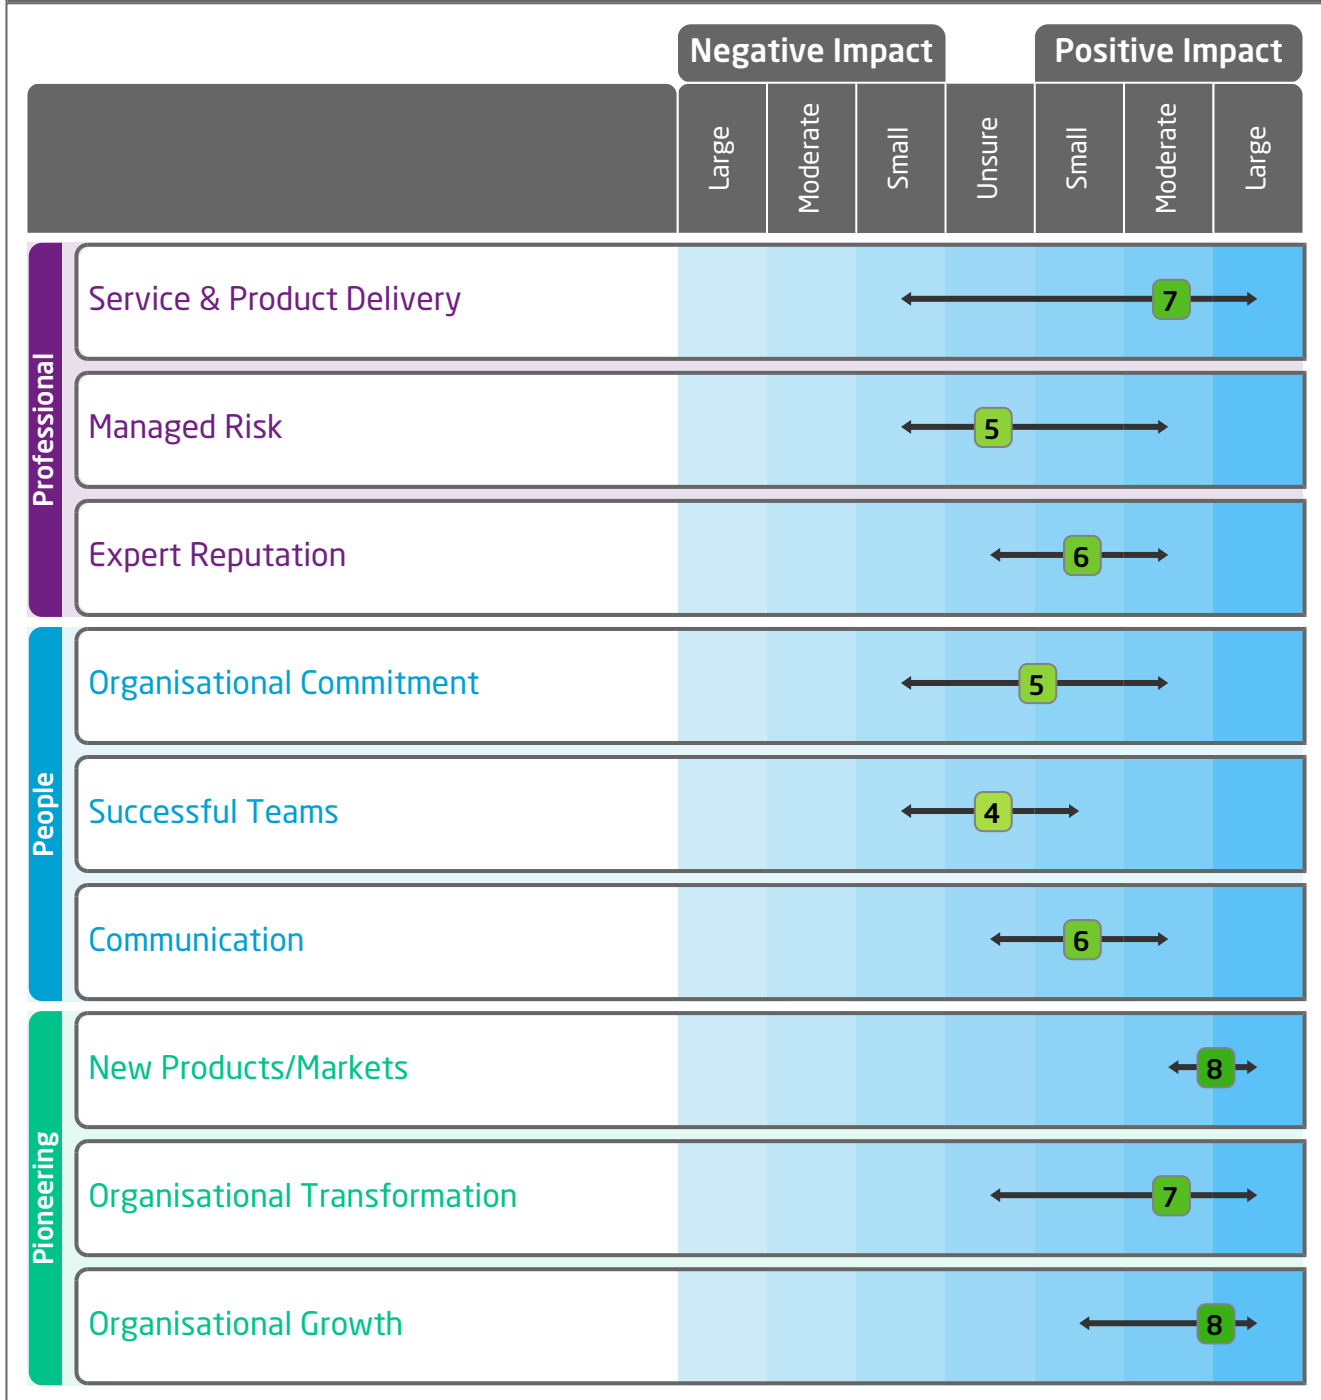 Negative Impact
Positive Impact
Large
Moderate
Small
Unsure
Small
Moderate
Large
Professional
Service & Product Delivery
7
Managed Risk
5
Expert Reputation
6
People
Organisational Commitment
5
Successful Teams
4
Communication
6
Pioneering
New Products/Markets
8
Organisational Transformation
7
Organisational Growth
8